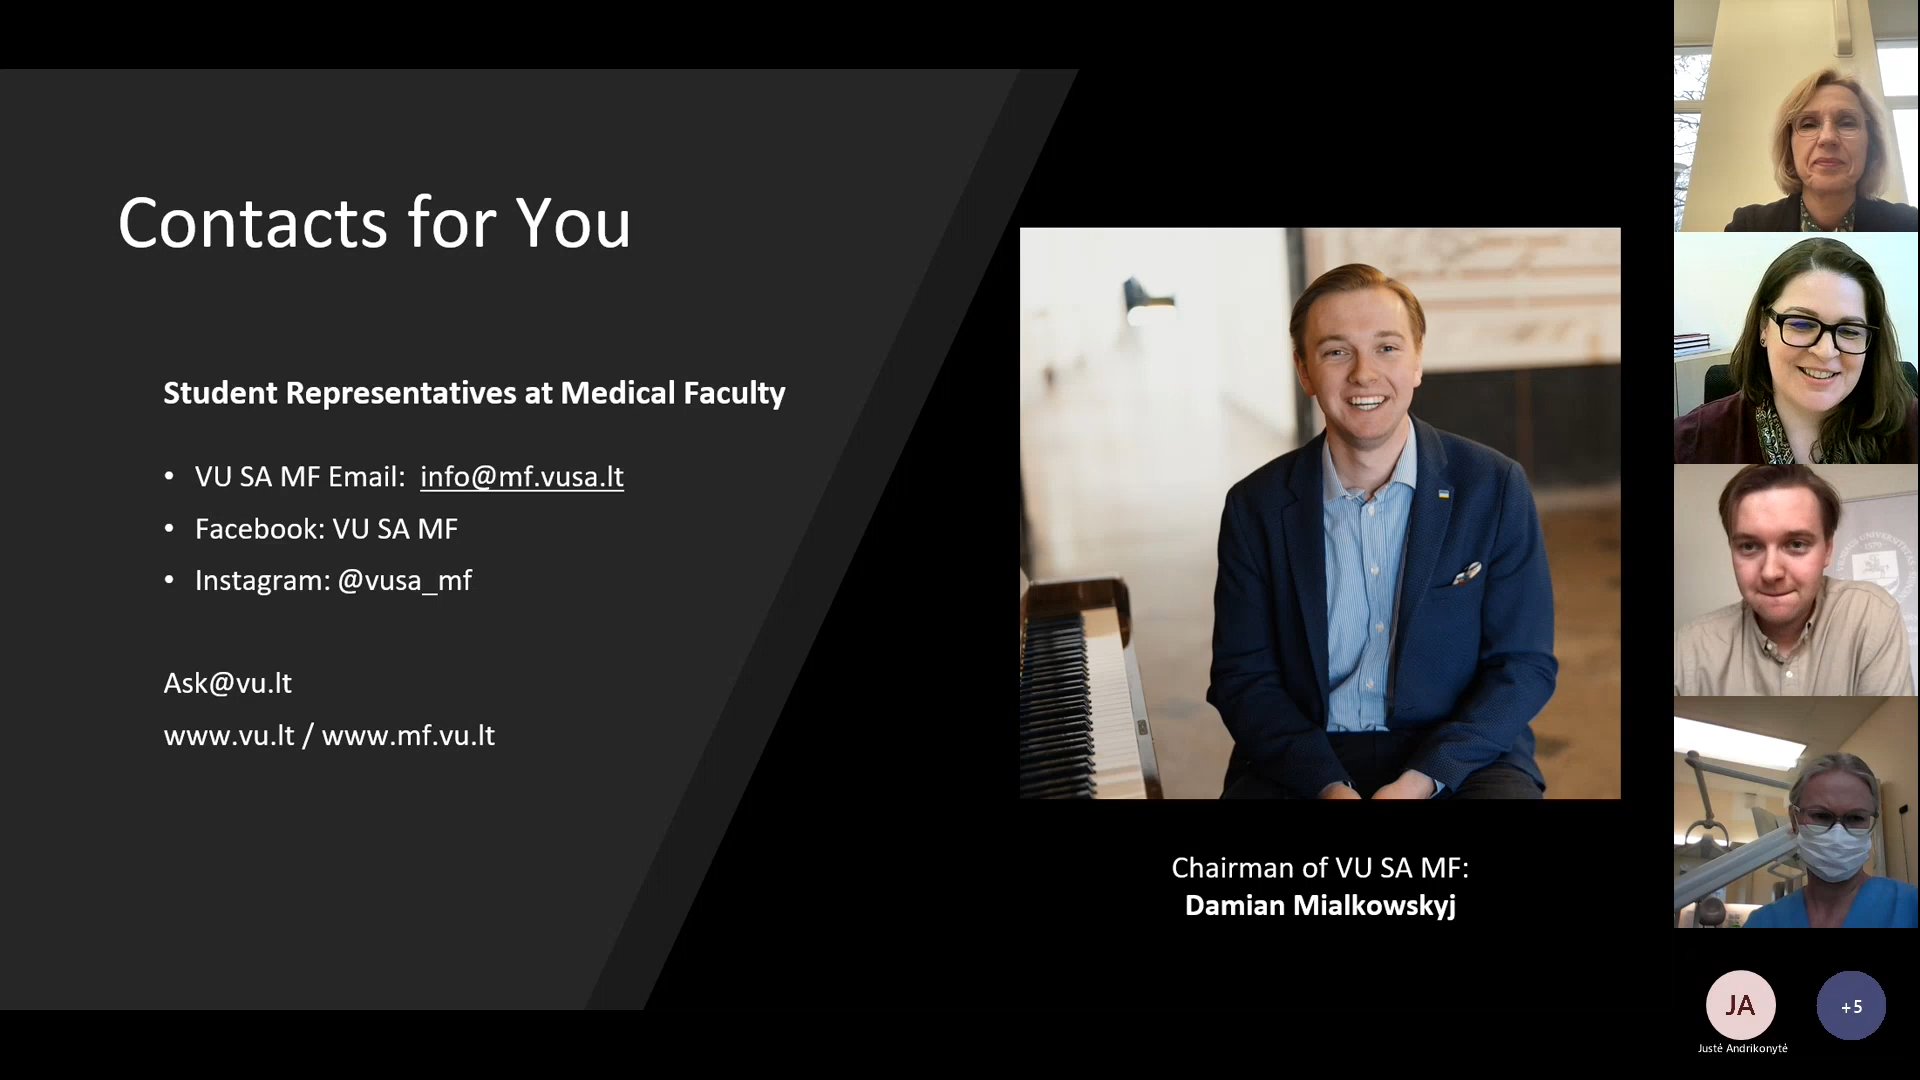 Contacts for You
Student Representatives at Medical Faculty
• VU SA MF Email: info@mf.vusa.lt
• Facebook: VU SA MF
• Instagram: @vusa_mf
Ask@vu.lt
www.vu.lt / www.mf.vu.lt
Chairman of VU SA MF:
Damian Mialkowskyj
JA
+5
Justė Andrikonytė